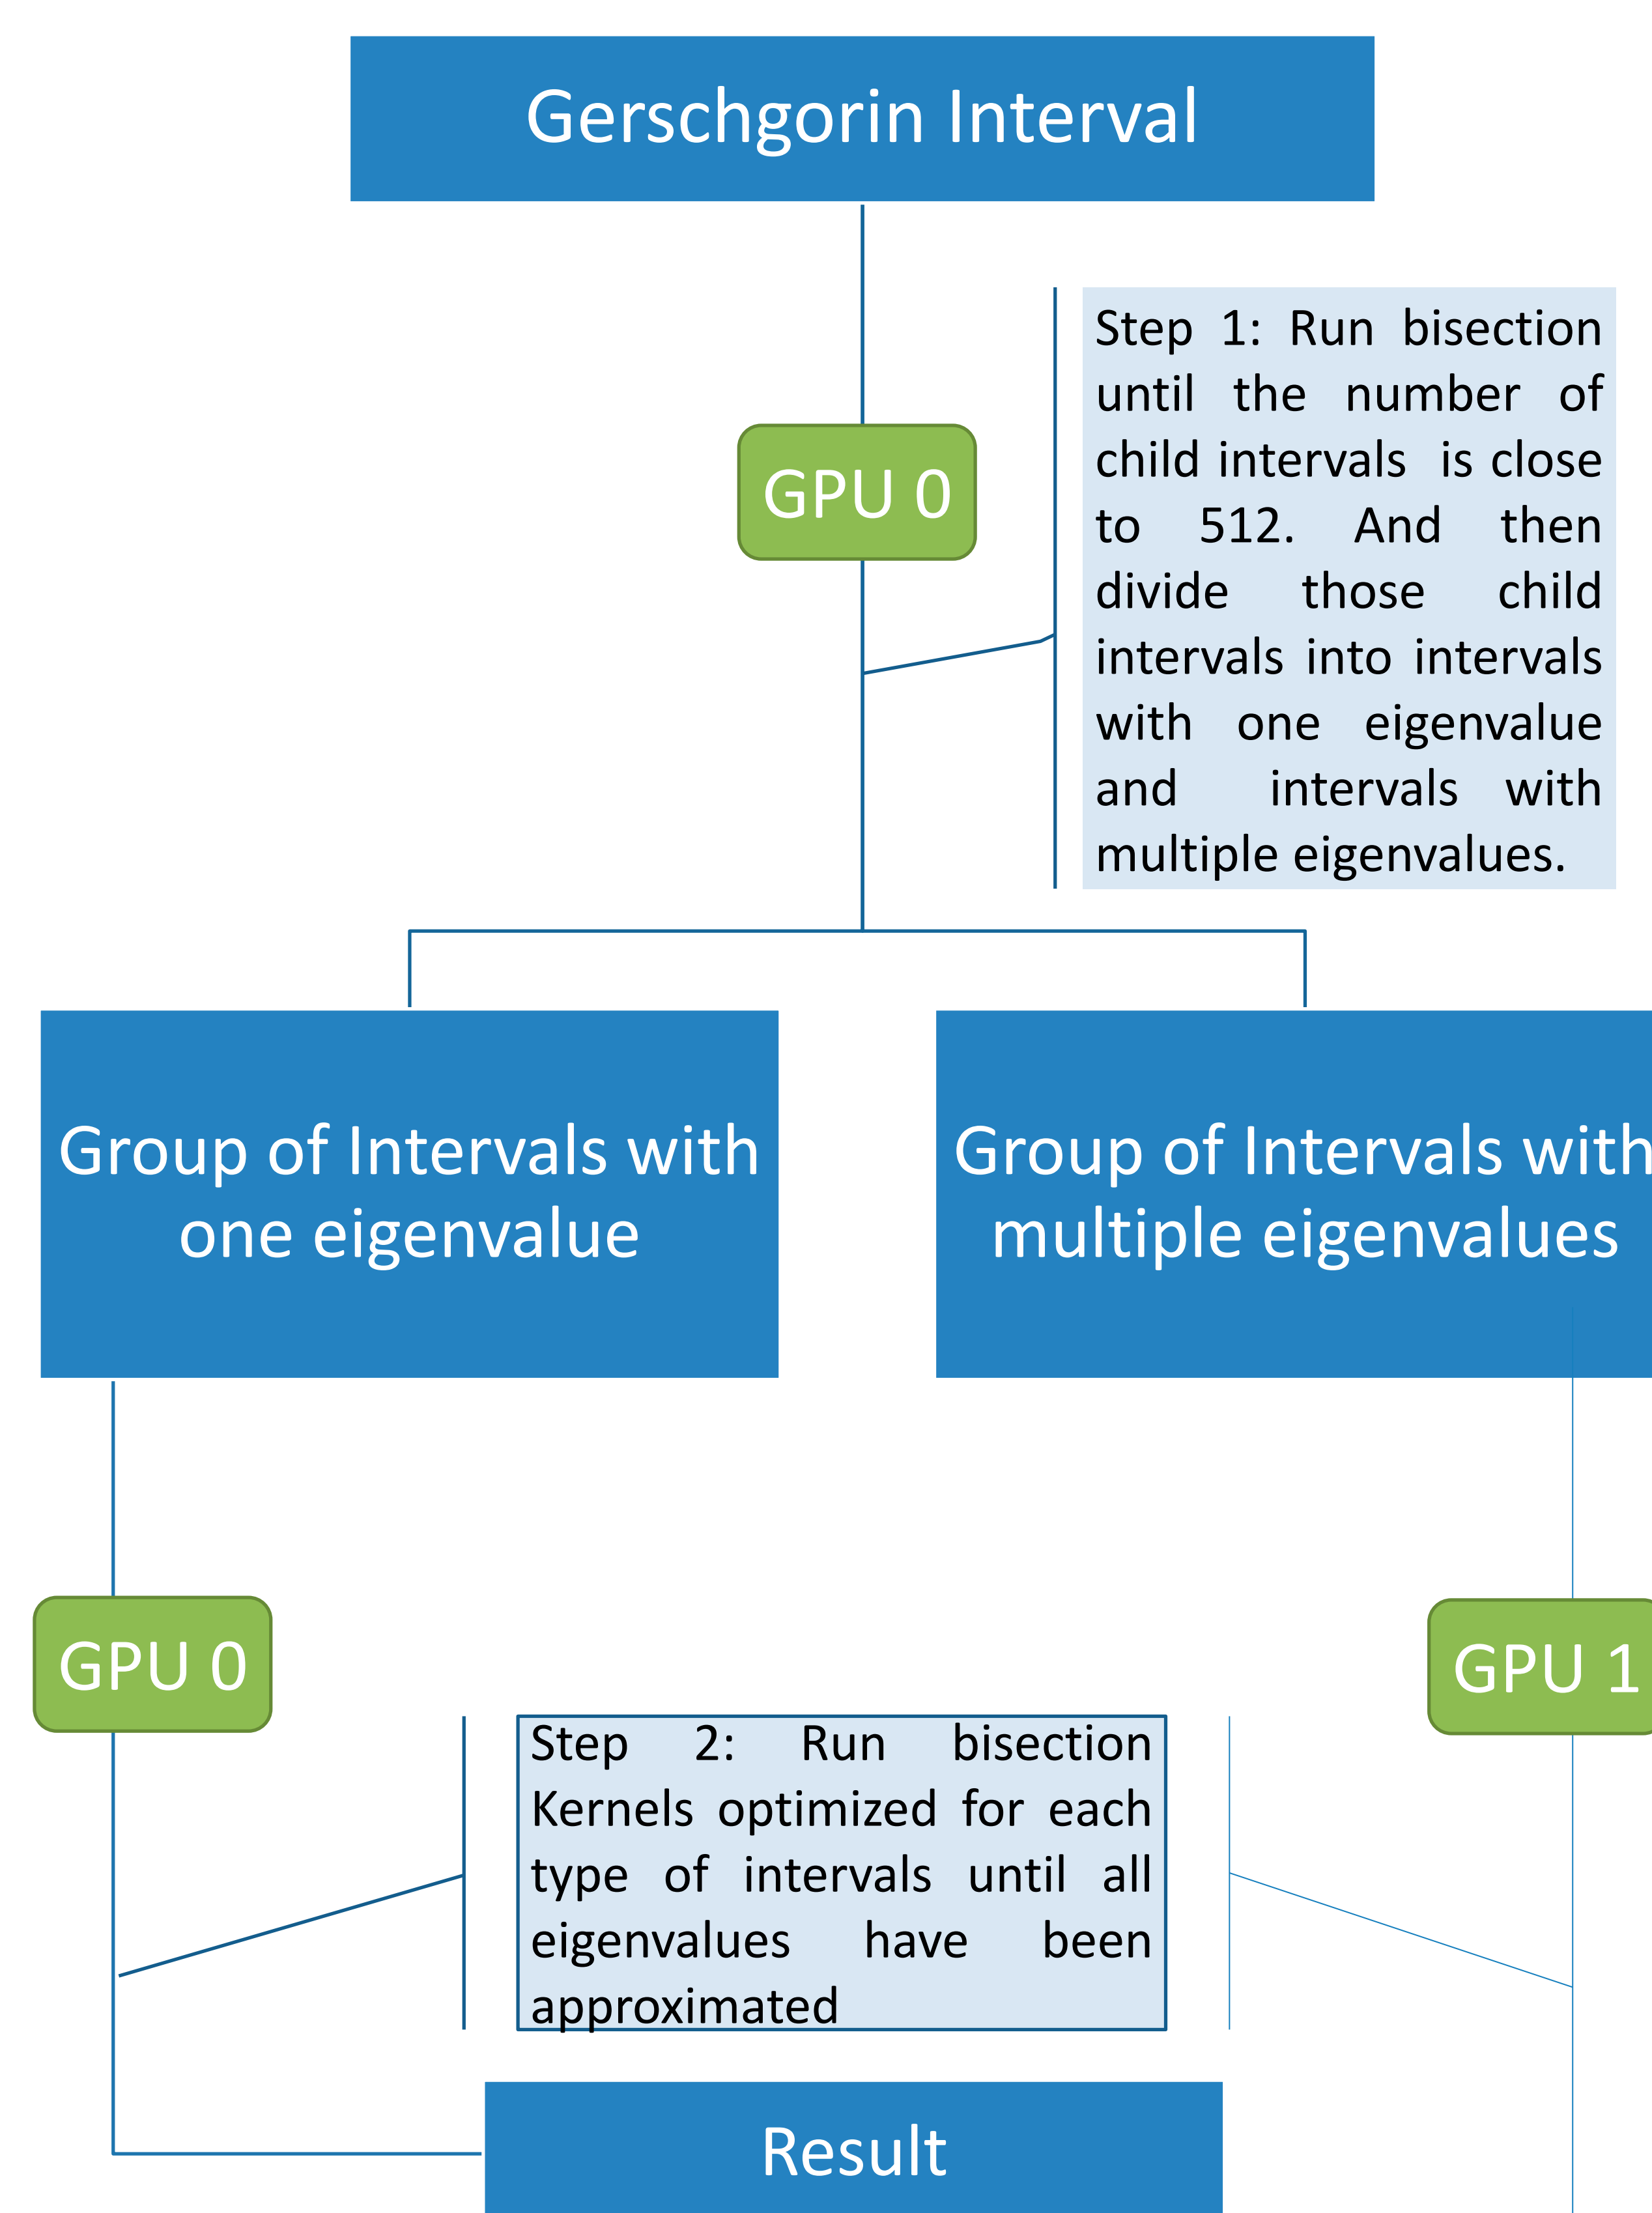 Gerschgorin Interval
GPU 0
Step 1: Run bisection
until the number of
child intervals is close
to 512. And then
divide those child
intervals into intervals
with one eigenvalue
and intervals with
multiple eigenvalues.
Group of Intervals with
one eigenvalue
Group of Intervals with
multiple eigenvalues
GPU 0
GPU 1
Step 2: Run bisection
Kernels optimized for each
type of intervals until all
eigenvalues have been
approximated
Result